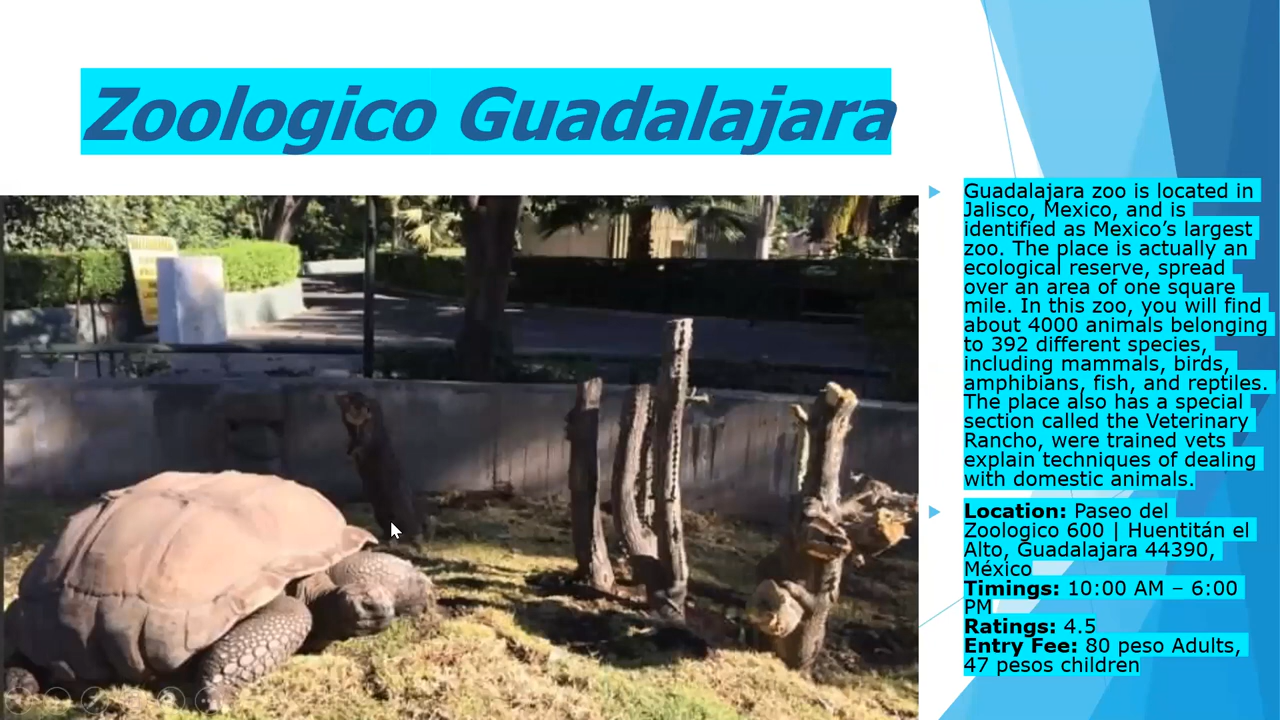 Zoologico Guadalajara
Guadalajara zoo is located in
Jalisco, Mexico, and is
identified as Mexico’s largest
zoo. The place is actually an
ecological reserve, spread
over an area of one square
mile. In this zoo, you will find
about 4000 animals belonging
to 392 different species,
including mammals, birds,
amphibians, fish, and reptiles.
The place also has a special
section called the Veterinary
Rancho, were trained vets
explain techniques of dealing
with domestic animals.
Location: Paseo del
Zoologico 600 | Huentitán el
Alto, Guadalajara 44390,
México
Timings: 10:00 AM – 6:00
PM
Ratings: 4.5
Entry Fee: 80 peso Adults,
47 pesos children